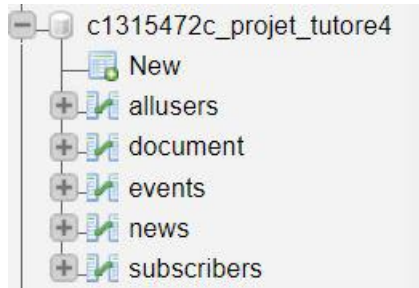 c1315472c_projet_tutore4
New
allusers
document
events
news
subscribers